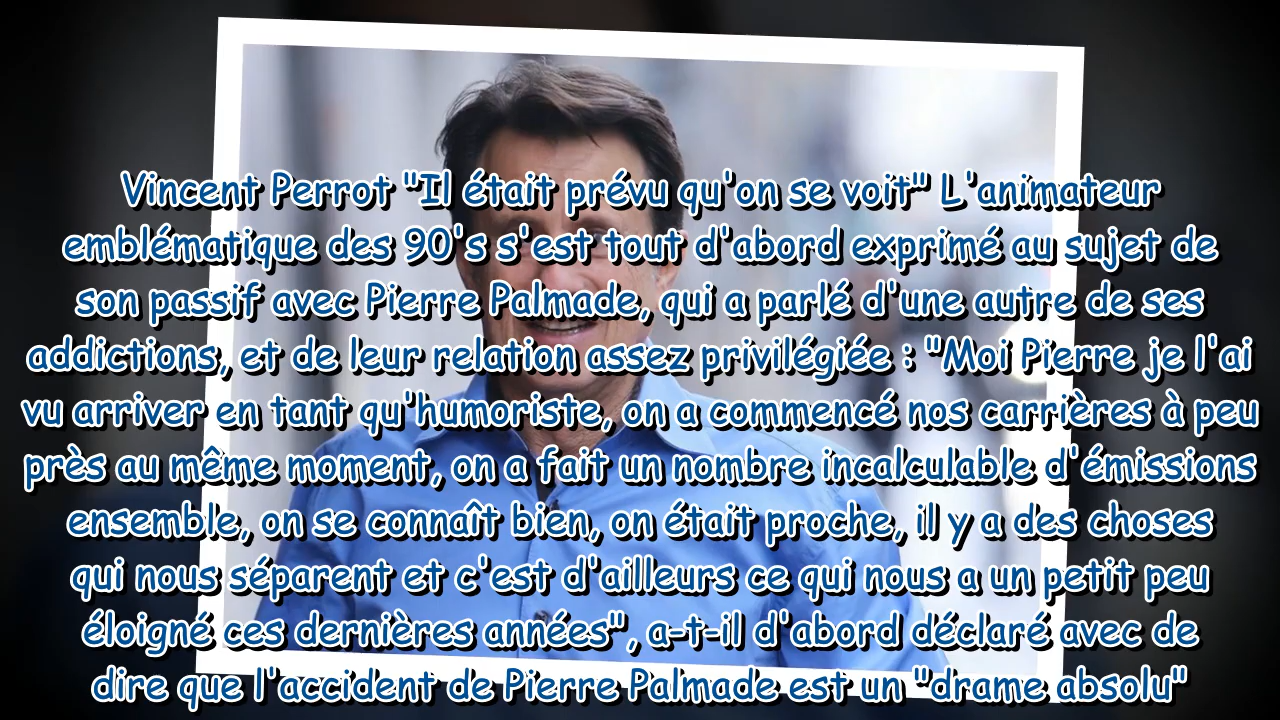 Vincent Perrot "Il était prévu qu'on se voit" L'animateur
emblématique des 90's s'est tout d'abord exprimé au sujet de
son passif avec Pierre Palmade, qui a parlé d'une autre de ses
addictions, et de leur relation assez privilégiée : "Moi Pierre je l'ai
vu arriver en tant qu'humoriste, on a commencé nos carrières à peu
près au même moment, on a fait un nombre incalculable d'émissions
ensemble, on se connaît bien, on était proche, il y a des choses
qui nous séparent et c'est d'ailleurs ce qui nous a un petit peu
éloigné ces dernières années", a-t-il d'abord déclaré avec de
dire que l'accident de Pierre Palmade est un "drame absolu"